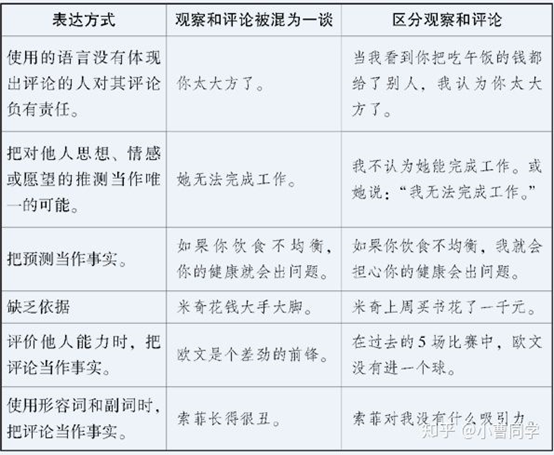 表达方式
观察和评论被混为一谈
区分观察和评论
使用的语言没有体现
出评论的人对其评论
负有责任。
你太大方了。
当我看到你把吃午饭的钱都
给了别人，我认为你太大
方了。
把对他人思想、情感
或愿望的推测当作唯
一的可能。
她无法完成工作。
我不认为她能完成工作。或
她说：“我无法完成工作。”
把预测当作事实。
如果你饮食不均衡，
你的健康就会出问题。
如果你饮食不均衡，我就会
担心你的健康会出问题。
缺乏依据
米奇花钱大手大脚。
米奇上周买书花了一千元。
评价他人能力时，把
评论当作事实。
欧文是个差劲的前锋。
在过去的5场比赛中，欧文
没有进一个球。
使用形容词和副词时，
把评论当作事实。
索菲长得很丑。
索菲对我没有什么吸引力。
知乎 @小曹同学